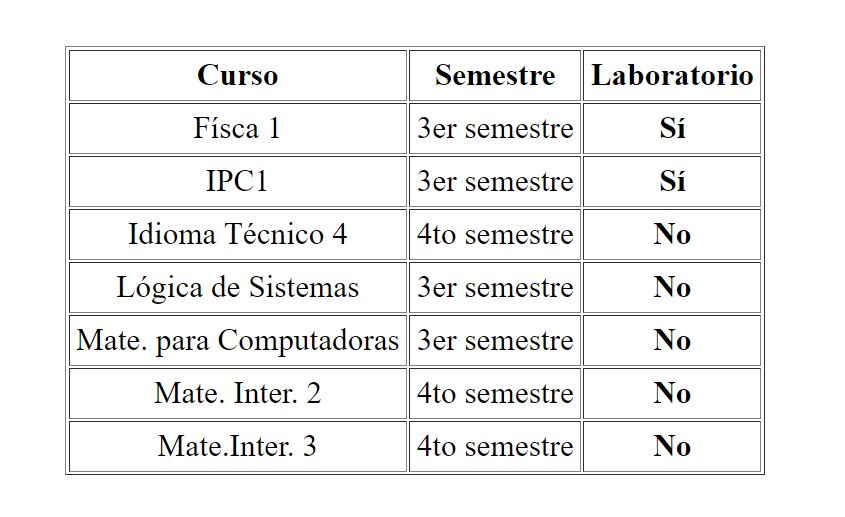 Curso Semestre Laboratorio
Físca 1 3er semestre Sí
IPC1 3er semestre Sí
Idioma Técnico 4 4to semestre No
Lógica de Sistemas 3er semestre No
Mate. para Computadoras 3er semestre No
Mate. Inter. 2 4to semestre No
Mate.Inter. 3 4to semestre No